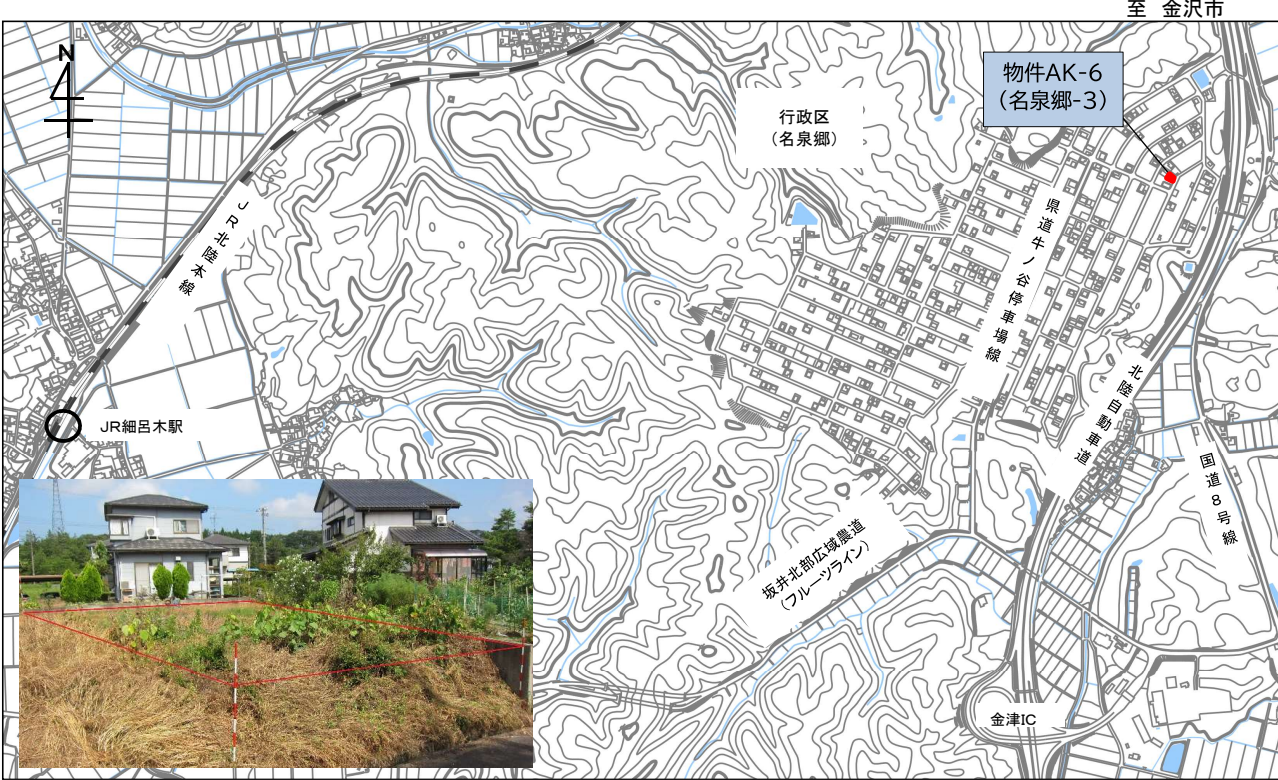 至 金沢市
N
物件AK-6
（名泉郷-3）
行政区
（名泉郷）
JR北陸本線
県道牛ノ谷停車場線
北陸自動車道
JR細呂木駅
国道8号線
坂井北部広域農道
（フルーツライン）
金津IC